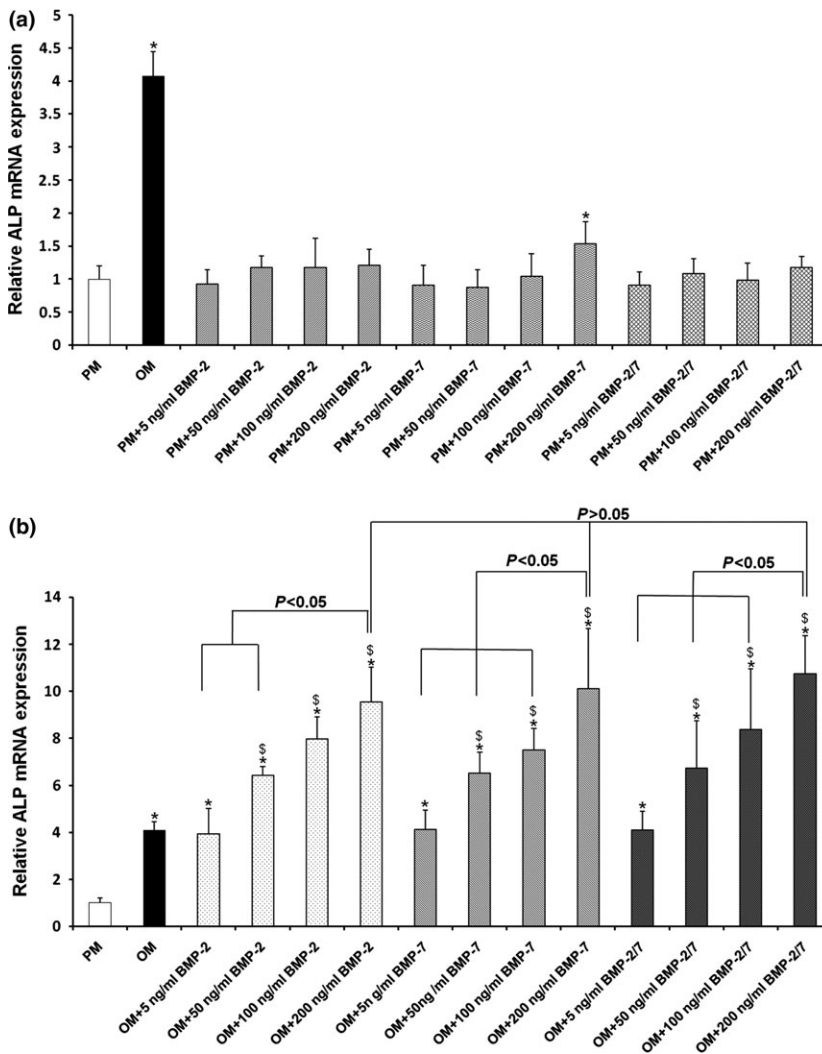 (a)
Relative ALP mRNA expression
5
4.5
4
3.5
3
2.5
2
1.5
1
0.5
0
*
*
PM
OM
PM+5 ng/ml BMP-2
PM+50 ng/ml BMP-2
PM+100 ng/ml BMP-2
PM+200 ng/ml BMP-2
PM+5 ng/ml BMP-7
PM+50 ng/ml BMP-7
PM+100 ng/ml BMP-7
PM+200 ng/ml BMP-7
PM+5 ng/ml BMP-2/7
PM+50 ng/ml BMP-2/7
PM+100 ng/ml BMP-2/7
PM+200 ng/ml BMP-2/7
(b)
Relative ALP mRNA expression
14
12
10
8
6
4
2
0
P>0.05
P<0.05
P<0.05
P<0.05
*
*
$
*
$
*
$
*
*
$
*
$
*
$
*
*
$
*
$
*
$
*
PM
OM
OM+5 ng/ml BMP-2
OM+50 ng/ml BMP-2
OM+100 ng/ml BMP-2
OM+200 ng/ml BMP-2
OM+5n g/ml BMP-7
OM+50ng/ml BMP-7
OM+100 ng/ml BMP-7
OM+200 ng/ml BMP-7
OM+5 ng/ml BMP-2/7
OM+50 ng/ml BMP-2/7
OM+100 ng/ml BMP-2/7
OM+200 ng/ml BMP-2/7